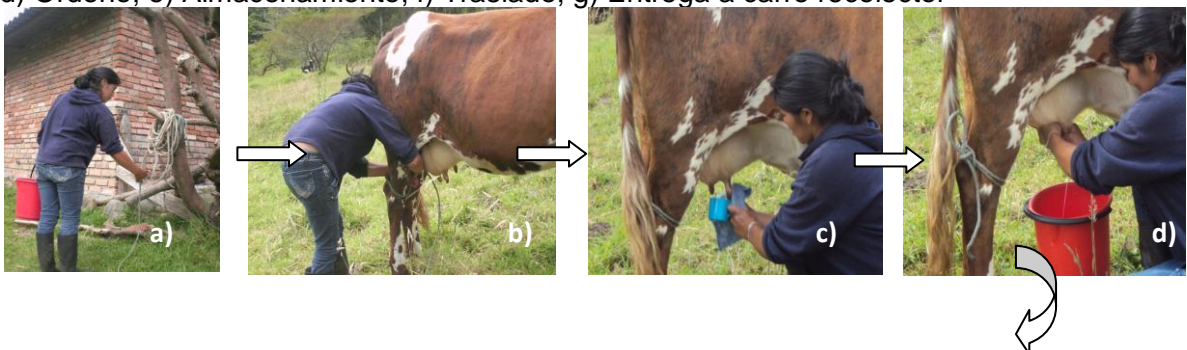 d) Ordeño, e) Almacenamiento, f) Traslado, g) Entrega a carro recolector
a) b) c) d)